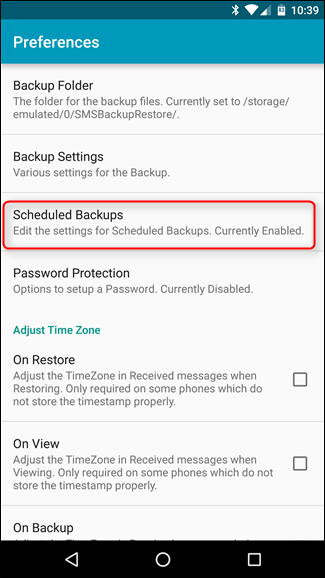 10:39
Preferences
Backup Folder
The folder for the backup files. Currently set to /storage/
emulated/0/SMSBackupRestore/.
Backup Settings
Various settings for the Backup.
Scheduled Backups
Edit the settings for Scheduled Backups. Currently Enabled.
Password Protection
Options to setup a Password. Currently Disabled.
Adjust Time Zone
On Restore
Adjust the TimeZone in Received messages when
Restoring. Only required on some phones which do
not store the timestamp properly.
On View
Adjust the TimeZone in Received messages when
Viewing. Only required on some phones which do not
store the timestamp properly.
On Backup